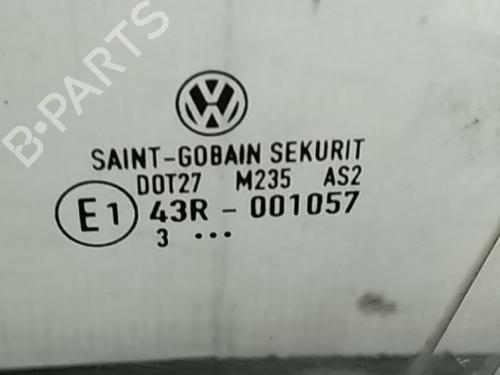 B-PARTS
VW
SAINT-GOBAIN SEKURIT
DOT27 M235 AS2
E1 43R - 001057
3 ...